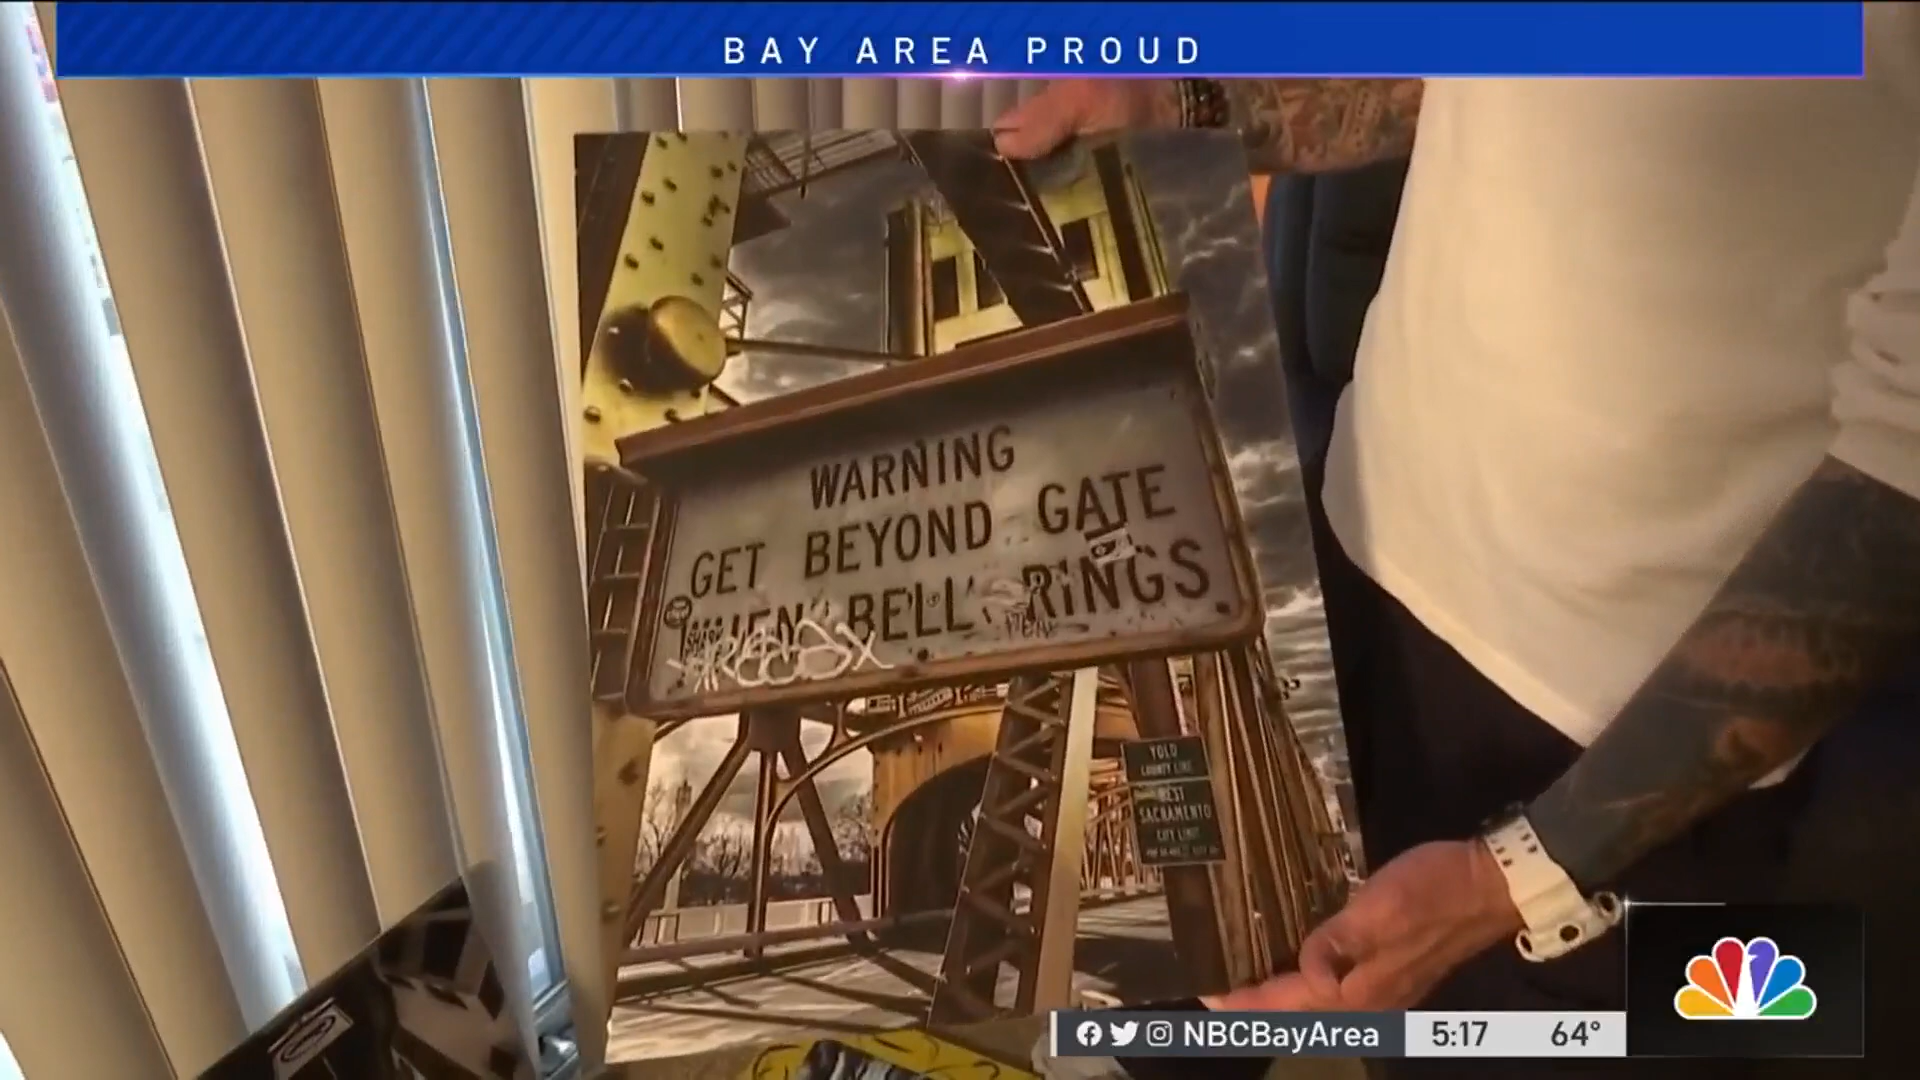 BAY AREA PROUD
WARNING
GET BEYOND GATE
WHEN BELL RINGS
YOLO
COUNTY LINE
WEST
SACRAMENTO
CITY LIMIT
NBCBayArea
5:17 64°